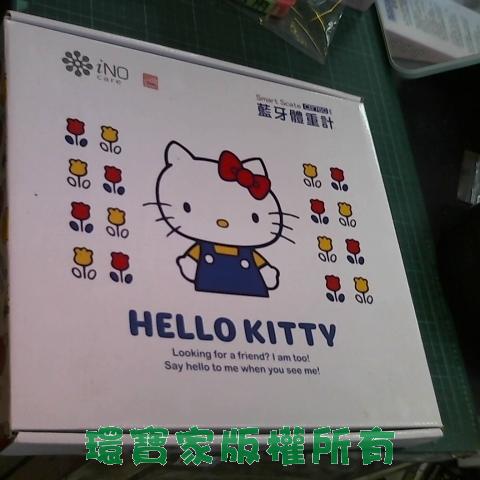 iNO
care
Smart Scale
藍牙體重計
HELLO KITTY
Looking for a friend? I am too!
Say hello to me when you see me!
環寶家版權所有